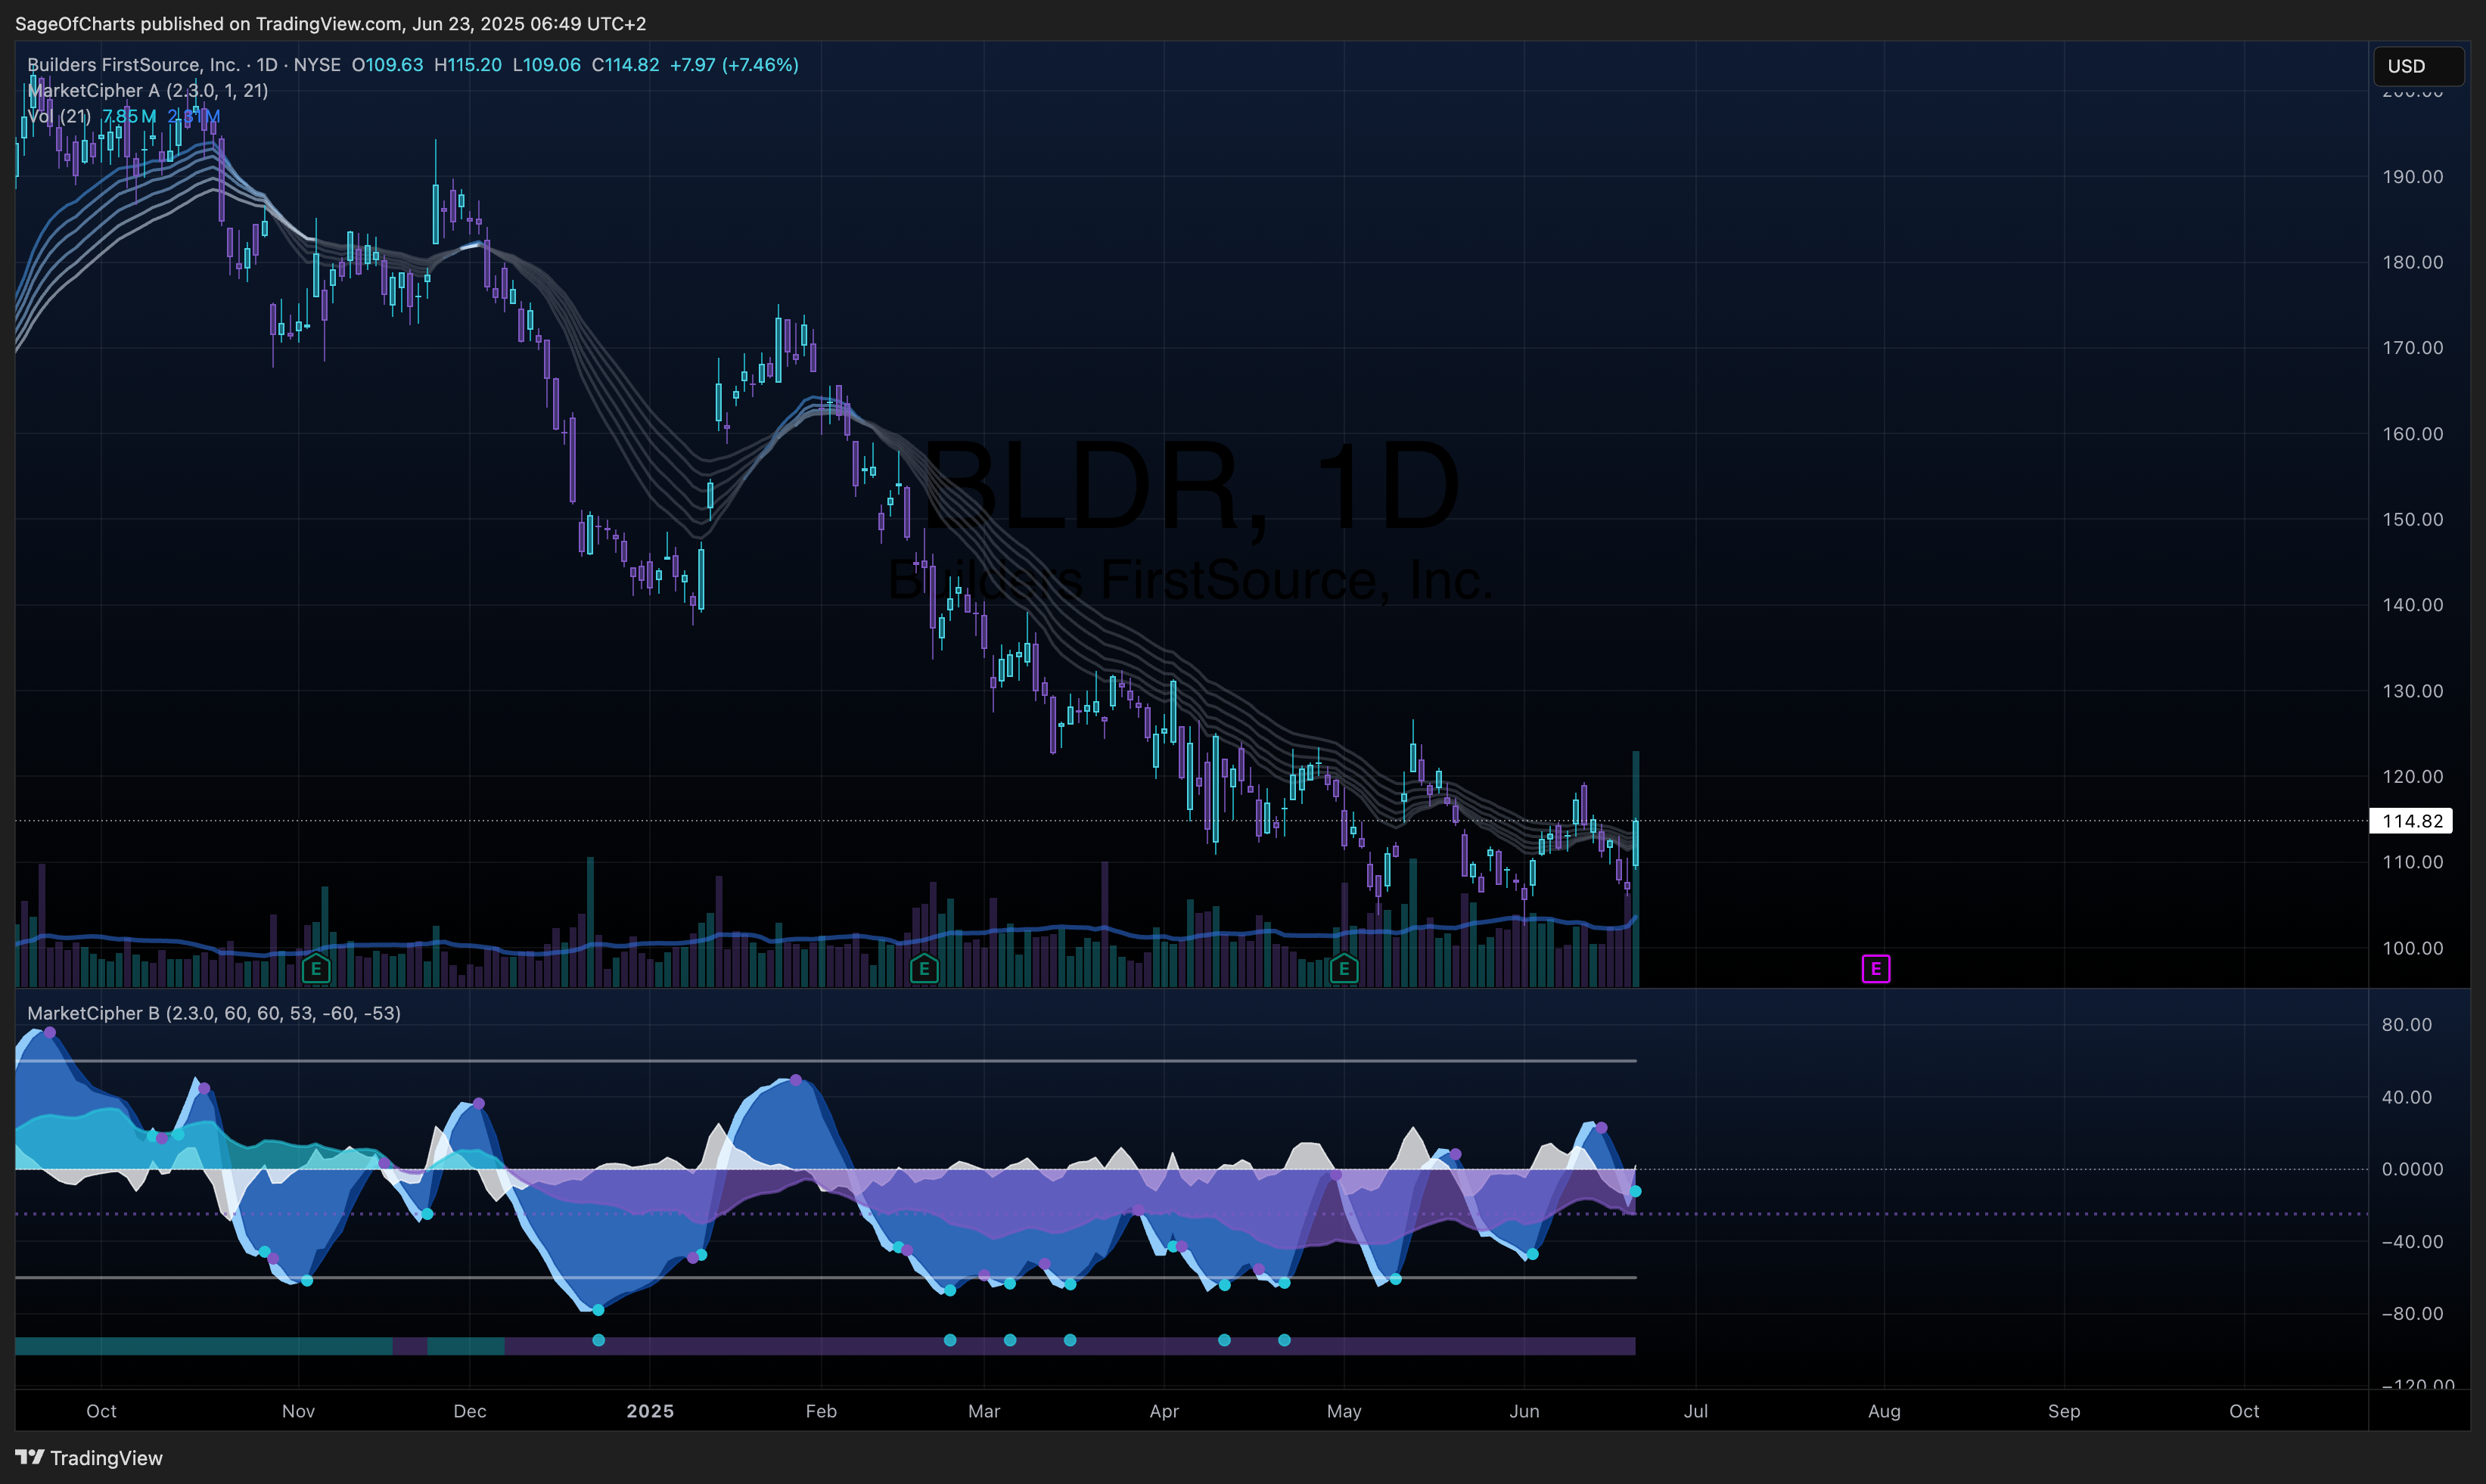 SageOfCharts published on TradingView.com, Jun 23, 2025 06:49 UTC+2
Builders FirstSource, Inc. · 1D · NYSE O109.63 H115.20 L109.06 C114.82 +7.97 (+7.46%)
MarketCipher A (2.3.0, 1, 21)
Vol (21) 7.85 M
USD
200.00
190.00
180.00
170.00
160.00
150.00
140.00
130.00
120.00
114.82
110.00
100.00
BLDR, 1D
Builders FirstSource, Inc.
E
E
E
E
MarketCipher B (2.3.0, 60, 60, 53, -60, -53)
80.00
40.00
0.0000
−40.00
−80.00
−120.00
Oct Nov Dec 2025 Feb Mar Apr May Jun Jul Aug Sep Oct
TradingView